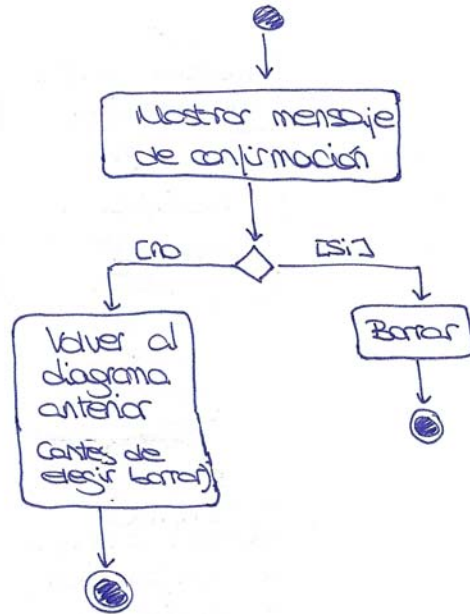 Mostrar mensaje
de confirmación
[no
[Si]
Volver al
diagrama
anterior
(antes de
elegir borrar)
Borrar